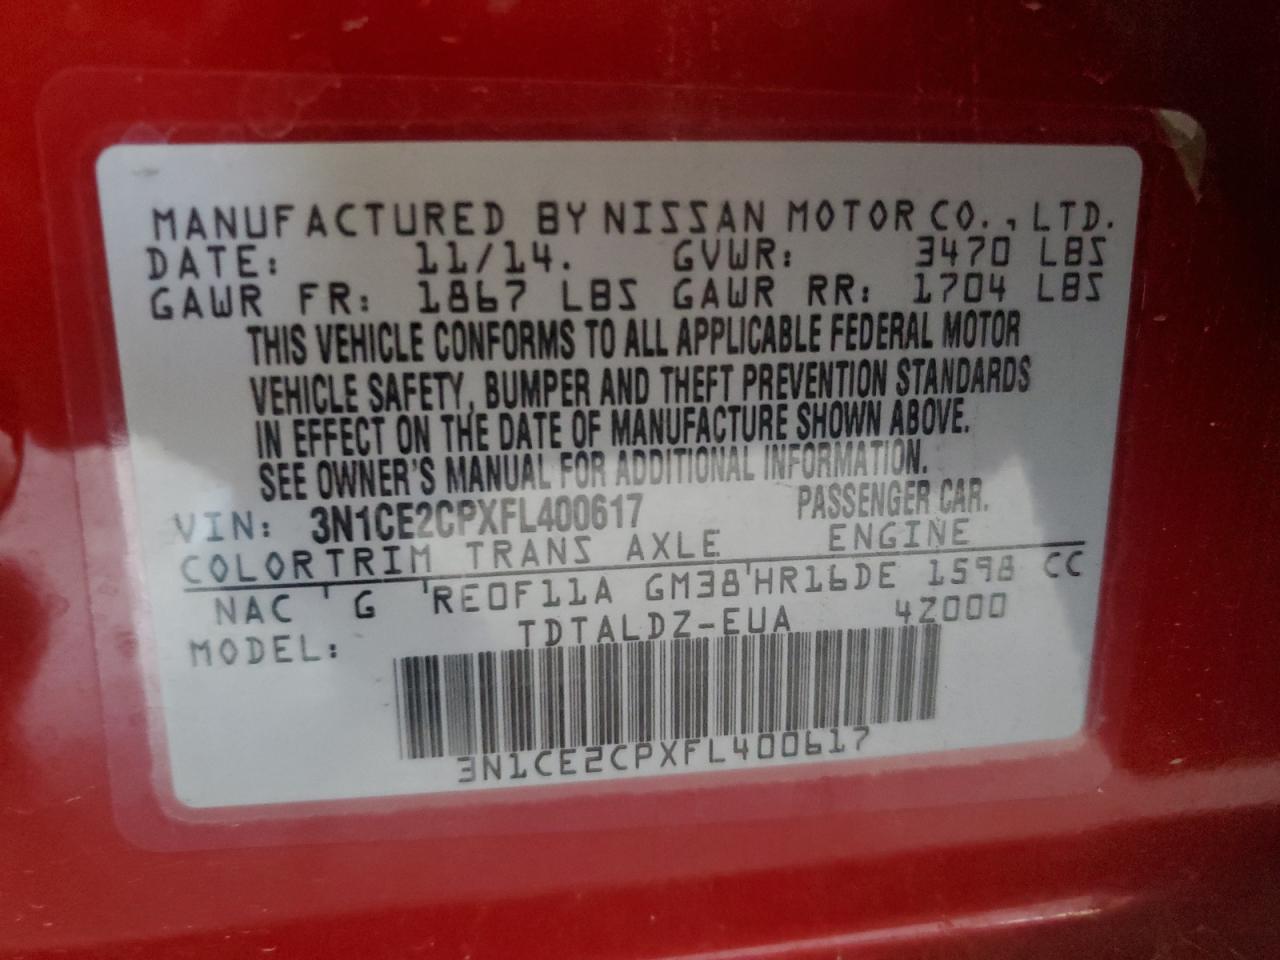 MANUFACTURED BY NISSAN MOTOR CO., LTD.
DATE: 11/14. GVWR: 3470 LBS
GAWR FR: 1867 LBS GAWR RR: 1704 LBS
THIS VEHICLE CONFORMS TO ALL APPLICABLE FEDERAL MOTOR
VEHICLE SAFETY, BUMPER AND THEFT PREVENTION STANDARDS
IN EFFECT ON THE DATE OF MANUFACTURE SHOWN ABOVE.
SEE OWNER'S MANUAL FOR ADDITIONAL INFORMATION.
VIN: 3N1CE2CPXFL400617 PASSENGER CAR.
COLOR TRIM TRANS AXLE ENGINE
NAC ' G ' RE0F11A GM38 ' HR16DE 1598 CC
MODEL: TDTALDZ-EUA 42000
3N1CE2CPXFL400617